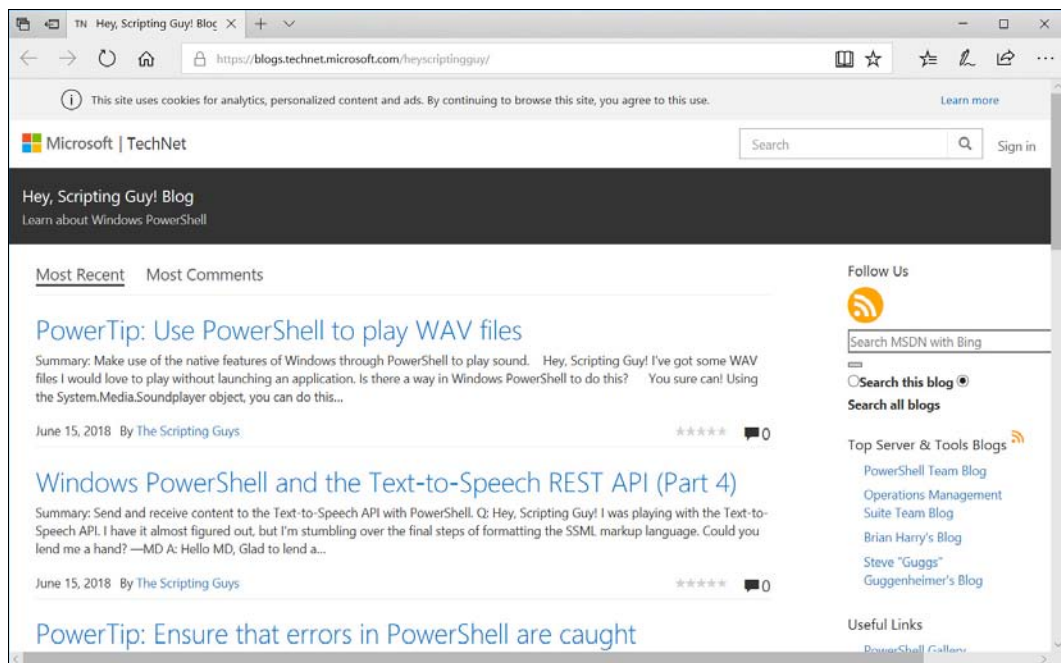 TN Hey, Scripting Guy! Blog
https://blogs.technet.microsoft.com/heyscriptingguy/
This site uses cookies for analytics, personalized content and ads. By continuing to browse this site, you agree to this use.
Learn more
Microsoft | TechNet
Search
Sign in
Hey, Scripting Guy! Blog
Learn about Windows PowerShell
Most Recent Most Comments
PowerTip: Use PowerShell to play WAV files
Summary: Make use of the native features of Windows through PowerShell to play sound. Hey, Scripting Guy! I've got some WAV
files I would love to play without launching an application. Is there a way in Windows PowerShell to do this? You sure can! Using
the System.Media.Soundplayer object, you can do this...
June 15, 2018 By The Scripting Guys
0
Windows PowerShell and the Text-to-Speech REST API (Part 4)
Summary: Send and receive content to the Text-to-Speech API with PowerShell. Q: Hey, Scripting Guy! I was playing with the Text-to-
Speech API. I have it almost figured out, but I'm stumbling over the final steps of formatting the SSML markup language. Could you
lend me a hand? —MD A: Hello MD, Glad to lend a...
June 15, 2018 By The Scripting Guys
0
PowerTip: Ensure that errors in PowerShell are caught
Follow Us
Search MSDN with Bing
Search this blog
Search all blogs
Top Server & Tools Blogs
PowerShell Team Blog
Operations Management
Suite Team Blog
Brian Harry's Blog
Steve "Guggs"
Guggenheimer's Blog
Useful Links
PowerShell Gallery